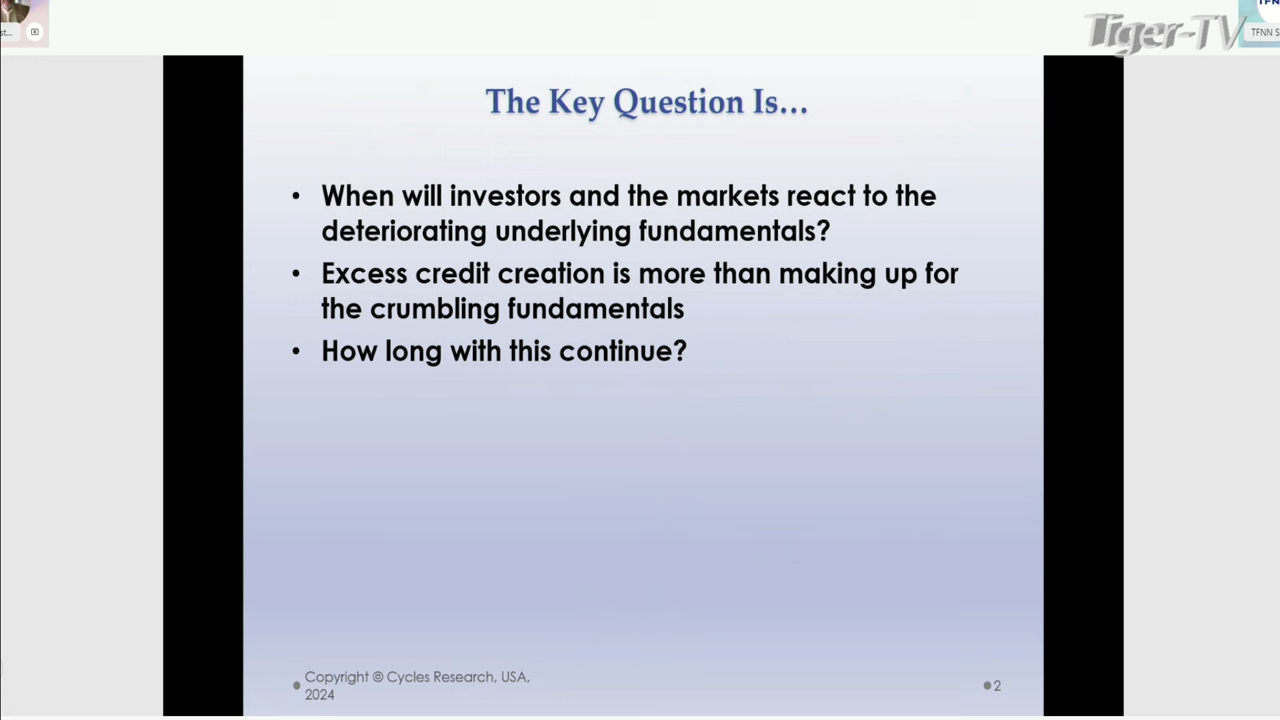 st...
Tiger-TV
TFNN S
The Key Question Is...
• When will investors and the markets react to the
deteriorating underlying fundamentals?
• Excess credit creation is more than making up for
the crumbling fundamentals
• How long with this continue?
Copyright © Cycles Research, USA,
2024
2